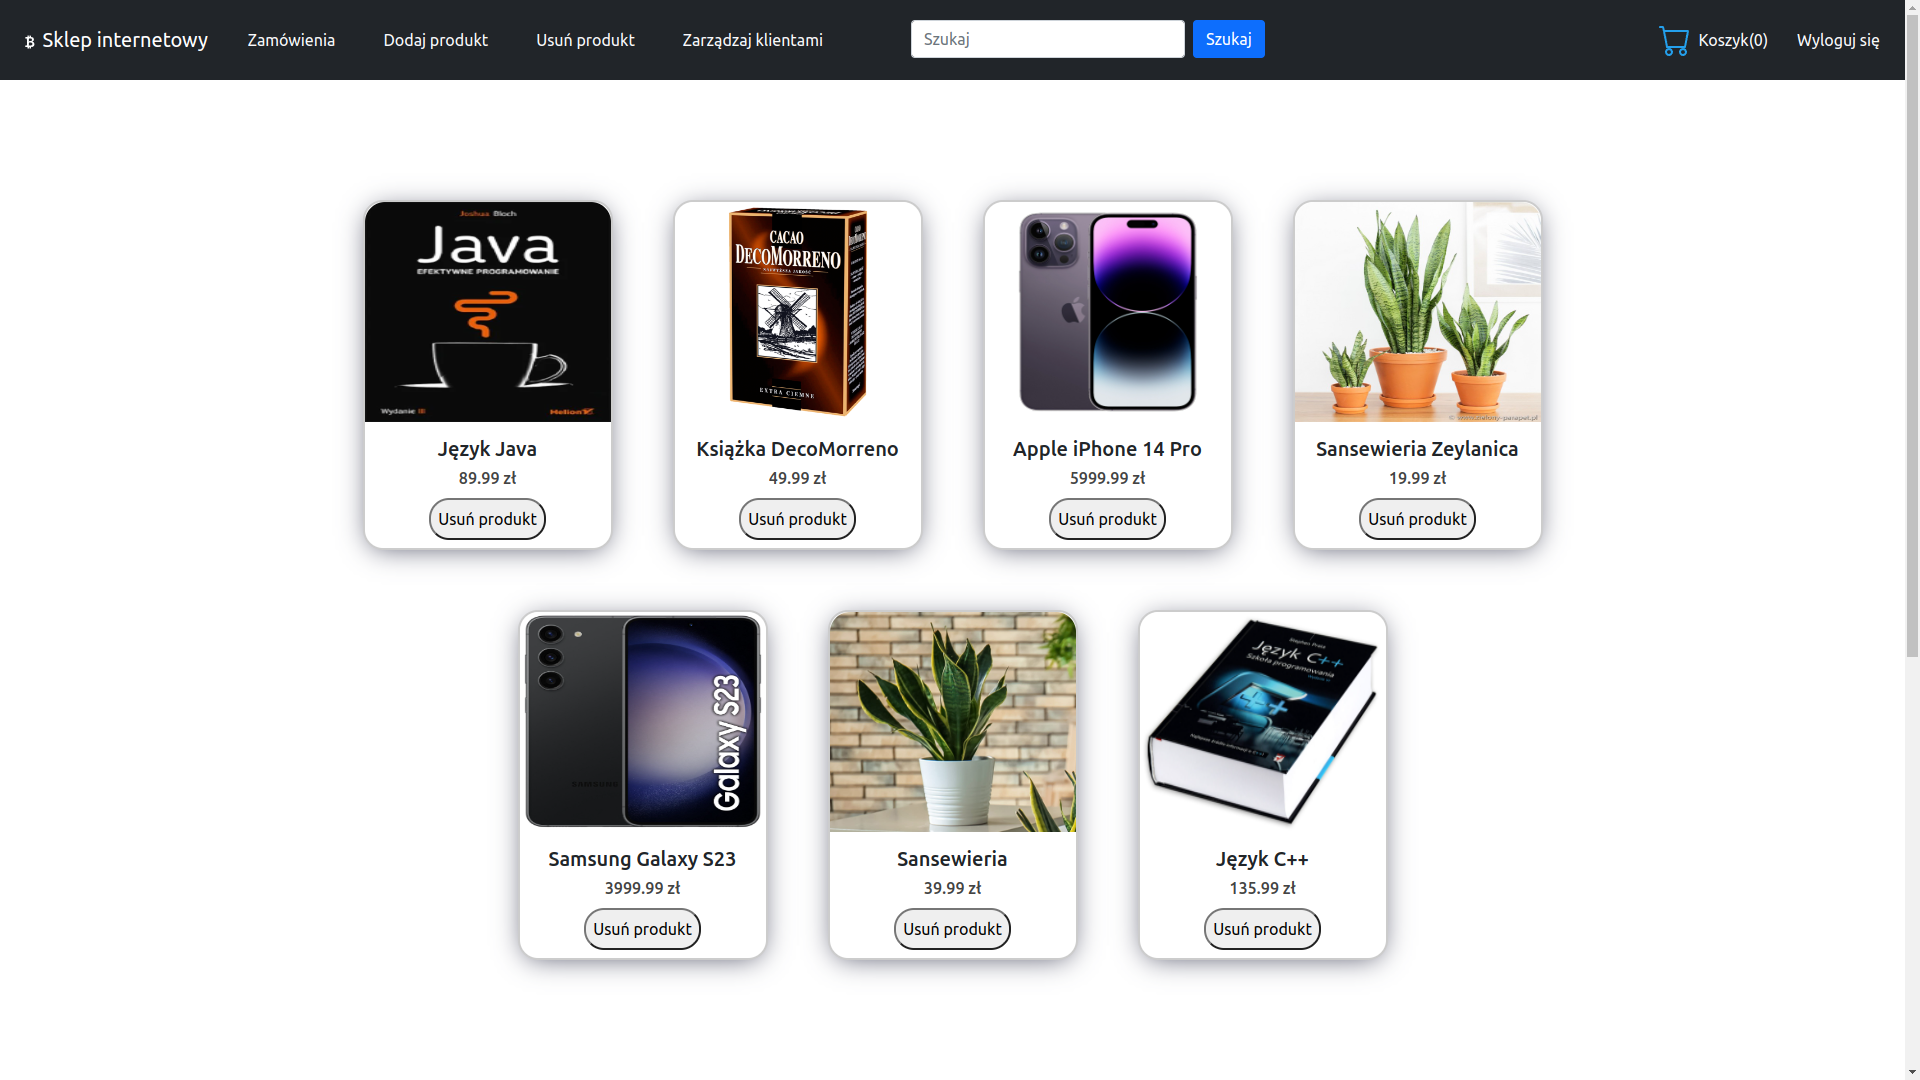 Sklep internetowy
Zamówienia
Dodaj produkt
Usuń produkt
Zarządzaj klientami
Szukaj
Szukaj
Koszyk(0)
Wyloguj się
Joshua Bloch
Java
EFEKTYWNE PROGRAMOWANIE
Wydanie III
Helion
Język Java
89.99 zł
Usuń produkt
CACAO
DECOMORRENO
EXTRA CIEMNE
Książka DecoMorreno
49.99 zł
Usuń produkt
Apple iPhone 14 Pro
5999.99 zł
Usuń produkt
Sansewieria Zeylanica
19.99 zł
Usuń produkt
SAMSUNG
Galaxy S23
Samsung Galaxy S23
3999.99 zł
Usuń produkt
Sansewieria
39.99 zł
Usuń produkt
Stephen Prata
Język C++
Szkoła programowania
C++
Język C++
135.99 zł
Usuń produkt